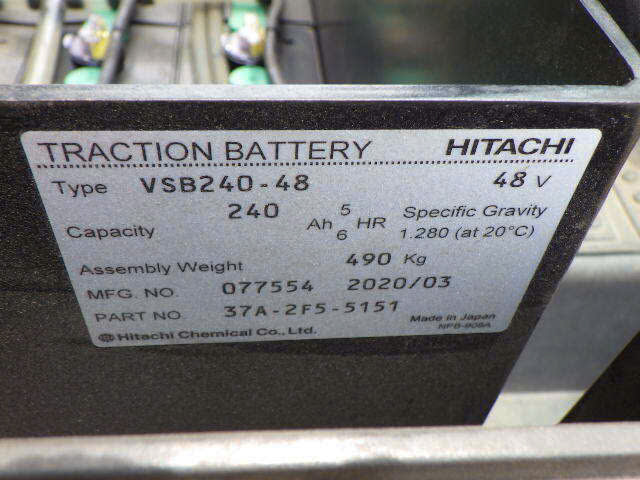 TRACTION BATTERY HITACHI
Type VSB240-48 48 V
Capacity 240 Ah 5 HR Specific Gravity
6 1.280 (at 20°C)
Assembly Weight 490 Kg
MFG. NO. 077554 2020/03
PART NO. 37A-2F5-5151 Made in Japan
Hitachi Chemical Co., Ltd.